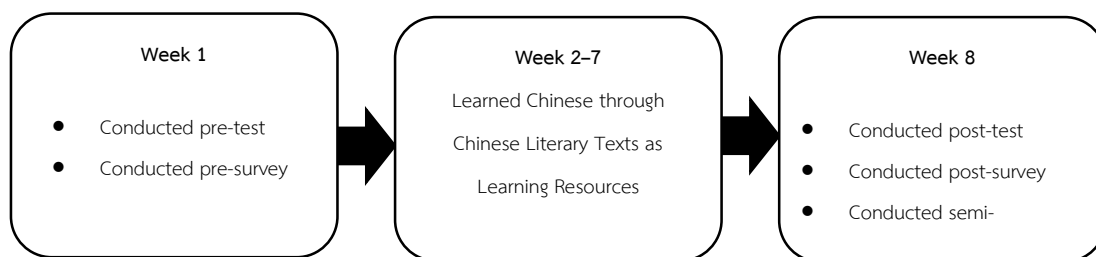 Week 1
● Conducted pre-test
● Conducted pre-survey
Week 2–7
Learned Chinese through
Chinese Literary Texts as
Learning Resources
Week 8
● Conducted post-test
● Conducted post-survey
● Conducted semi-